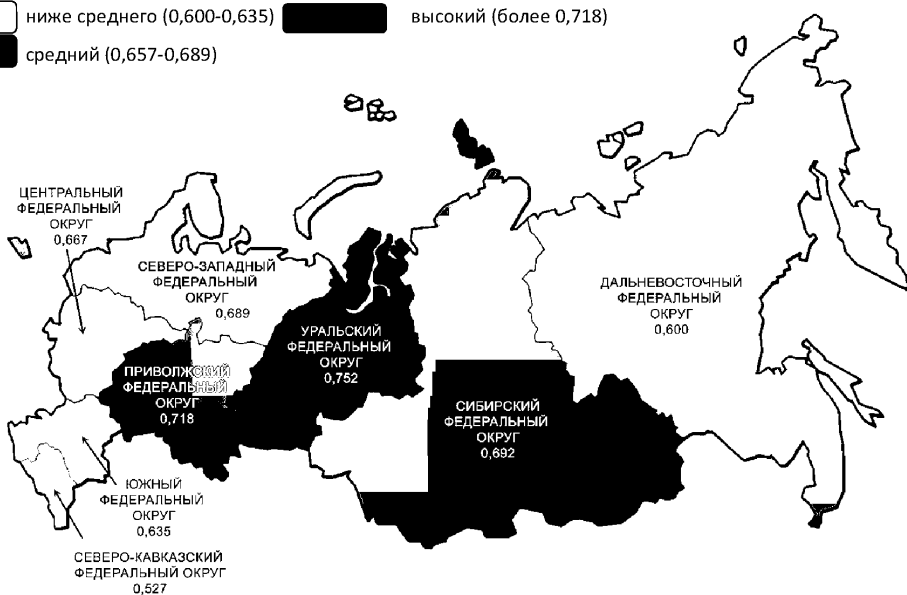 ниже среднего (0,600-0,635)
высокий (более 0,718)
средний (0,657-0,689)
ЦЕНТРАЛЬНЫЙ
ФЕДЕРАЛЬНЫЙ
ОКРУГ
0,667
СЕВЕРО-ЗАПАДНЫЙ
ФЕДЕРАЛЬНЫЙ
ОКРУГ
0,689
УРАЛЬСКИЙ
ФЕДЕРАЛЬНЫЙ
ОКРУГ
0,752
ДАЛЬНЕВОСТОЧНЫЙ
ФЕДЕРАЛЬНЫЙ
ОКРУГ
0,600
ПРИВОЛЖСКИЙ
ФЕДЕРАЛЬНЫЙ
ОКРУГ
0,718
СИБИРСКИЙ
ФЕДЕРАЛЬНЫЙ
ОКРУГ
0,692
ЮЖНЫЙ
ФЕДЕРАЛЬНЫЙ
ОКРУГ
0,635
СЕВЕРО-КАВКАЗСКИЙ
ФЕДЕРАЛЬНЫЙ ОКРУГ
0,527